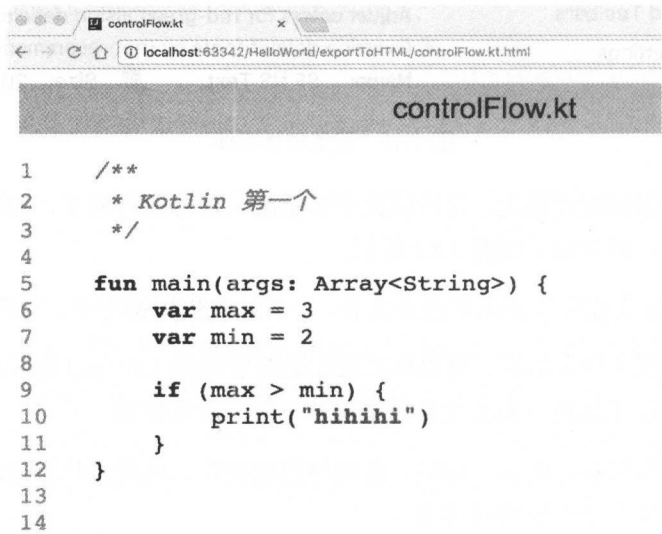 controlFlow.kt
localhost:63342/HelloWorld/exportToHTML/controlFlow.kt.html
controlFlow.kt
1 /**
2 * Kotlin 第一个
3 */
4
5 fun main(args: Array<String>) {
6 var max = 3
7 var min = 2
8
9 if (max > min) {
10 print("hihihi")
11 }
12 }
13
14